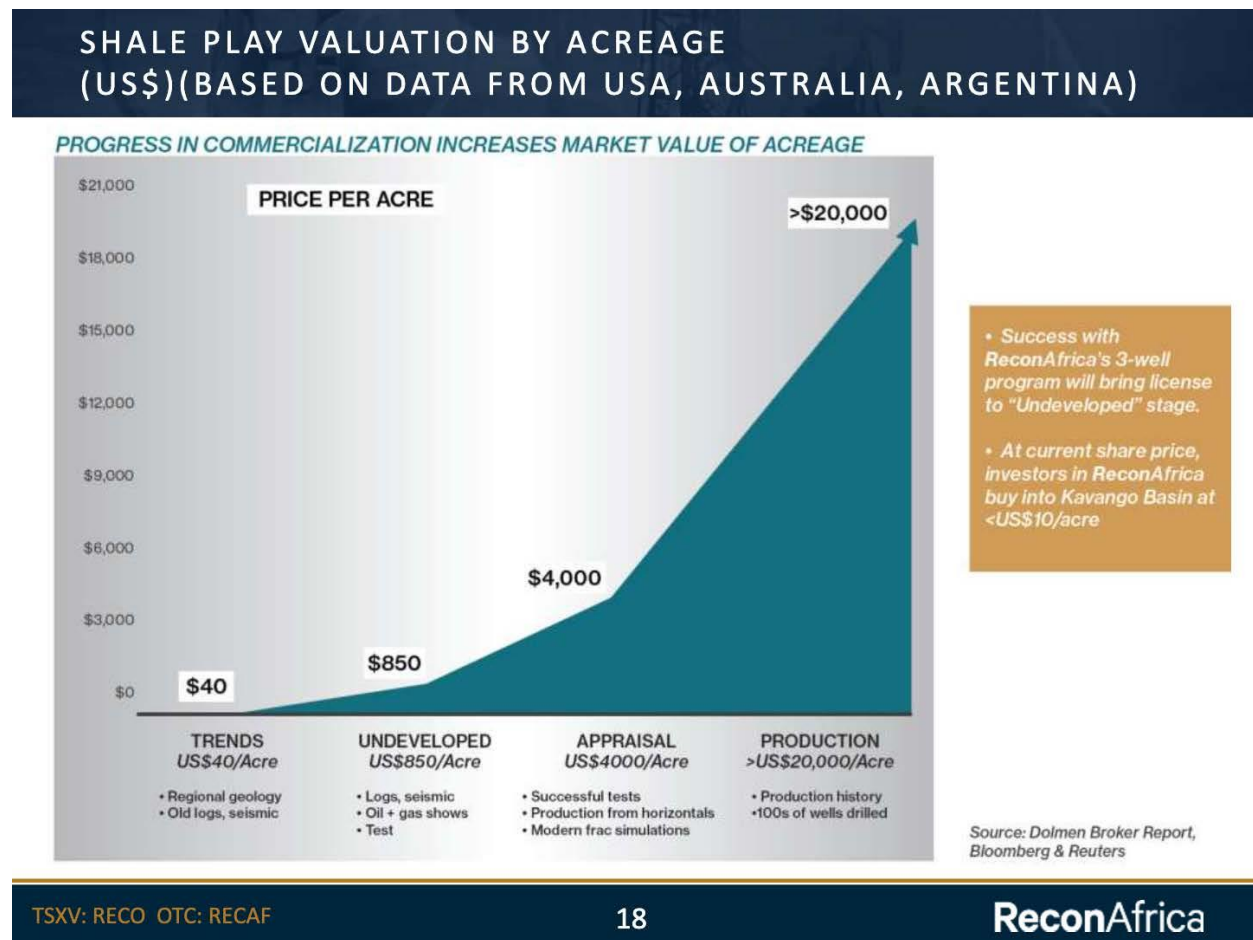 SHALE PLAY VALUATION BY ACREAGE
(US$)(BASED ON DATA FROM USA, AUSTRALIA, ARGENTINA)
PROGRESS IN COMMERCIALIZATION INCREASES MARKET VALUE OF ACREAGE
PRICE PER ACRE
$21,000
$18,000
$15,000
$12,000
$9,000
$6,000
$3,000
$0
$40
$850
$4,000
>$20,000
TRENDS
US$40/Acre
• Regional geology
• Old logs, seismic
UNDEVELOPED
US$850/Acre
• Logs, seismic
• Oil + gas shows
• Test
APPRAISAL
US$4000/Acre
• Successful tests
• Production from horizontals
• Modern frac simulations
PRODUCTION
>US$20,000/Acre
• Production history
•100s of wells drilled
• Success with
ReconAfrica's 3-well
program will bring license
to "Undeveloped" stage.
• At current share price,
investors in ReconAfrica
buy into Kavango Basin at
<US$10/acre
Source: Dolmen Broker Report,
Bloomberg & Reuters
TSXV: RECO OTC: RECAF
18
ReconAfrica